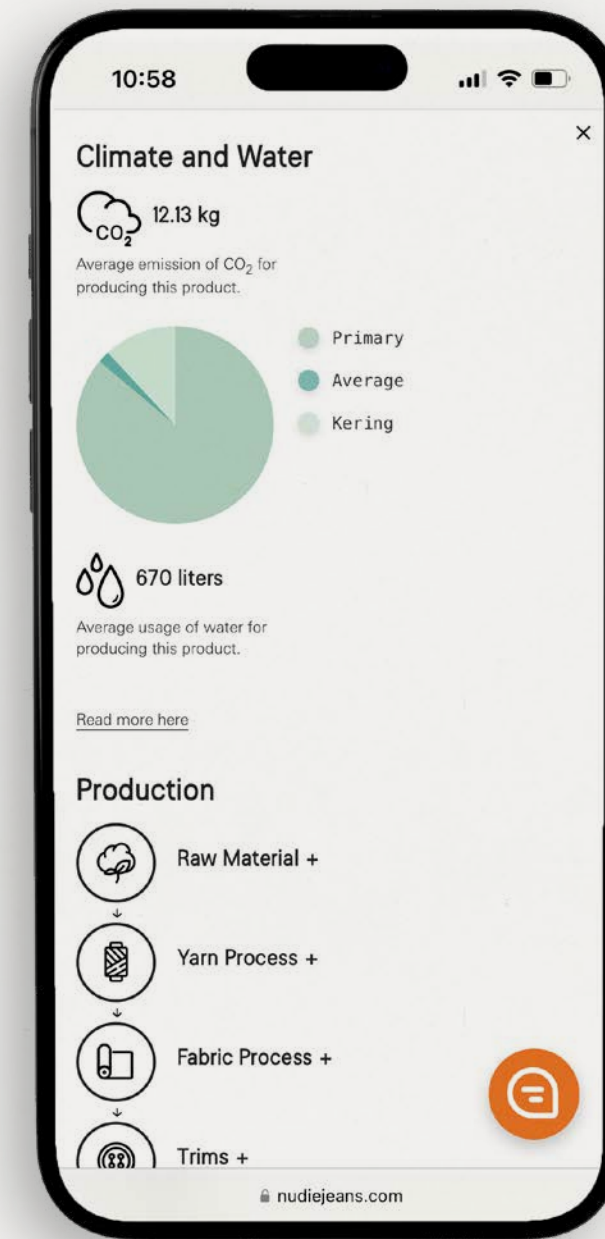 10:58
Climate and Water
CO₂ 12.13 kg
Average emission of CO₂ for
producing this product.
Primary
Average
Kering
670 liters
Average usage of water for
producing this product.
Read more here
Production
Raw Material +
Yarn Process +
Fabric Process +
Trims +
nudiejeans.com